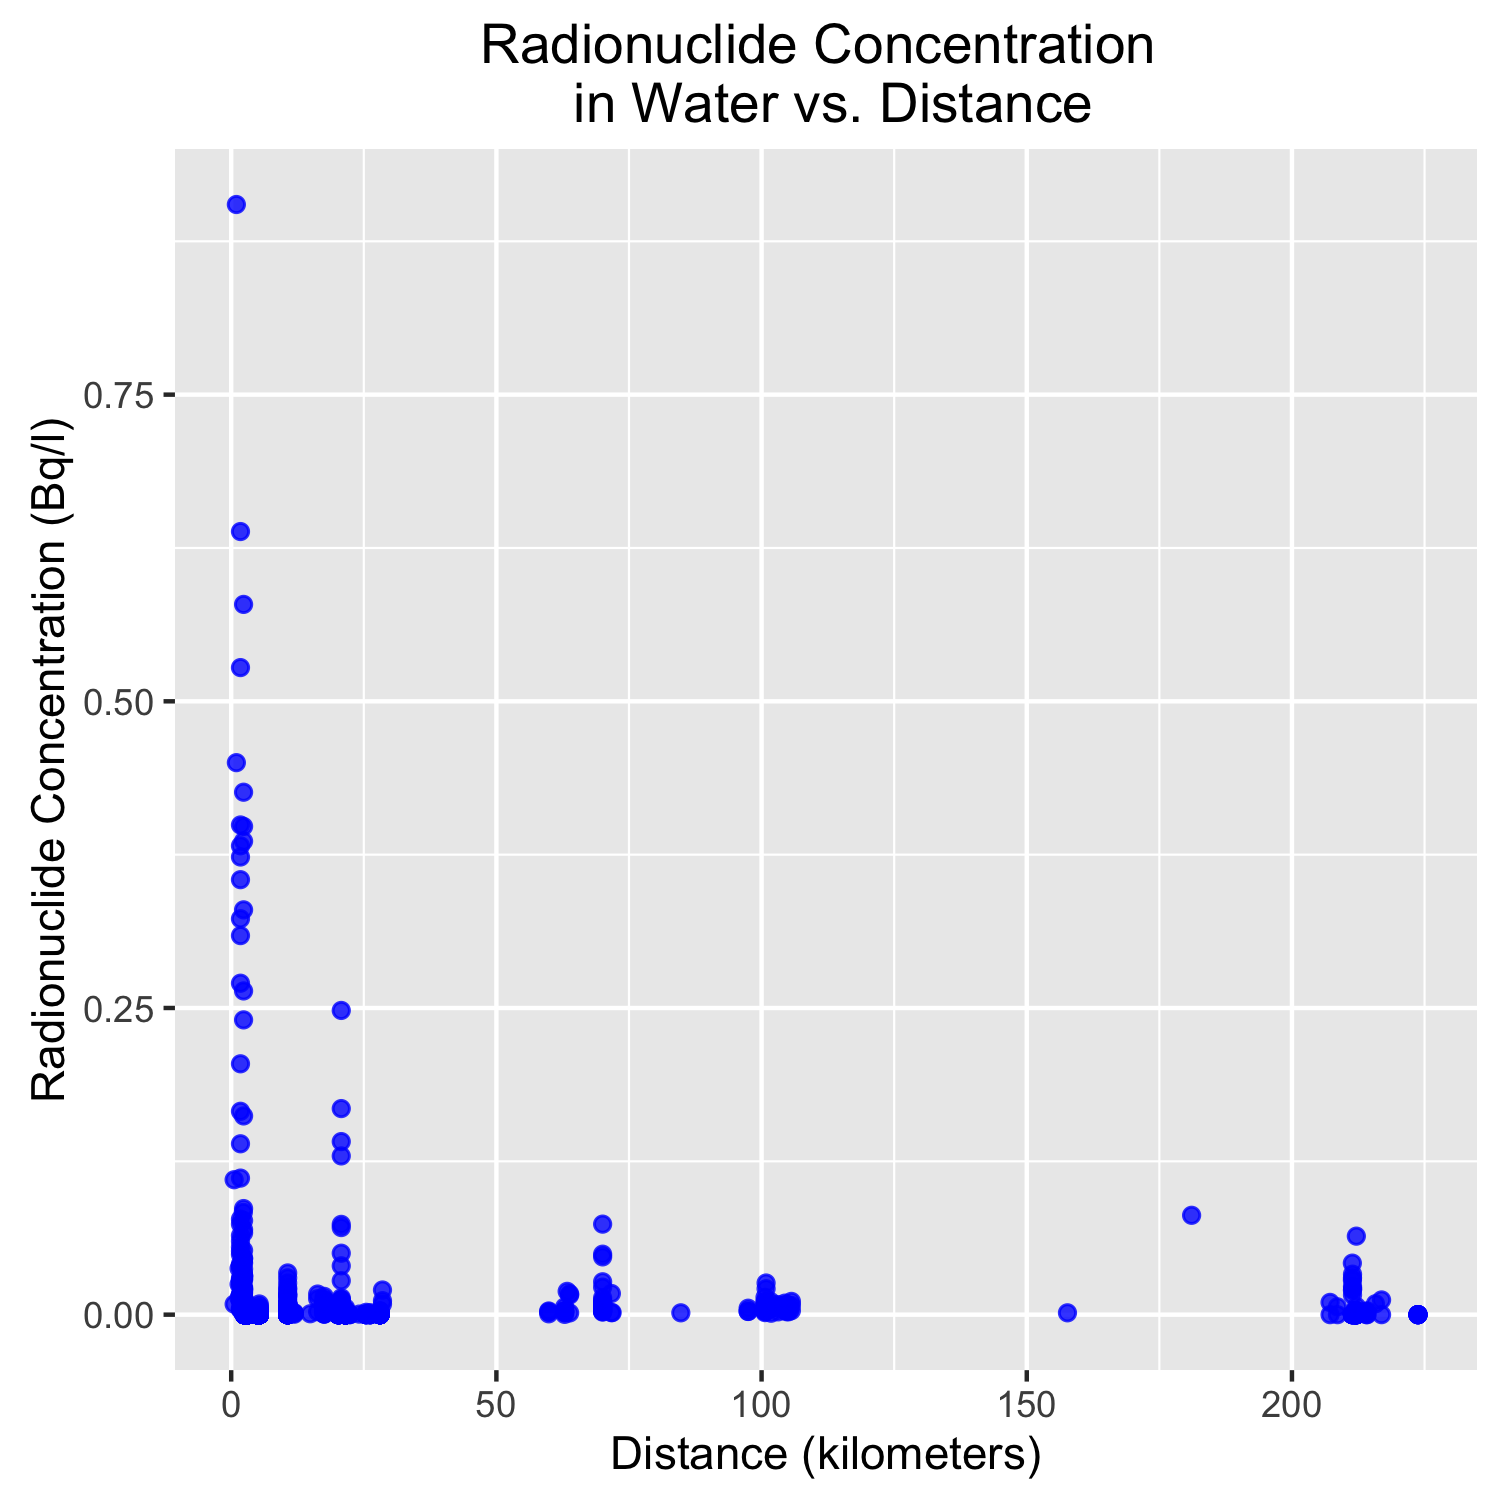 Radionuclide Concentration
in Water vs. Distance
Radionuclide Concentration (Bq/l)
0.75
0.50
0.25
0.00
0
50
100
150
200
Distance (kilometers)